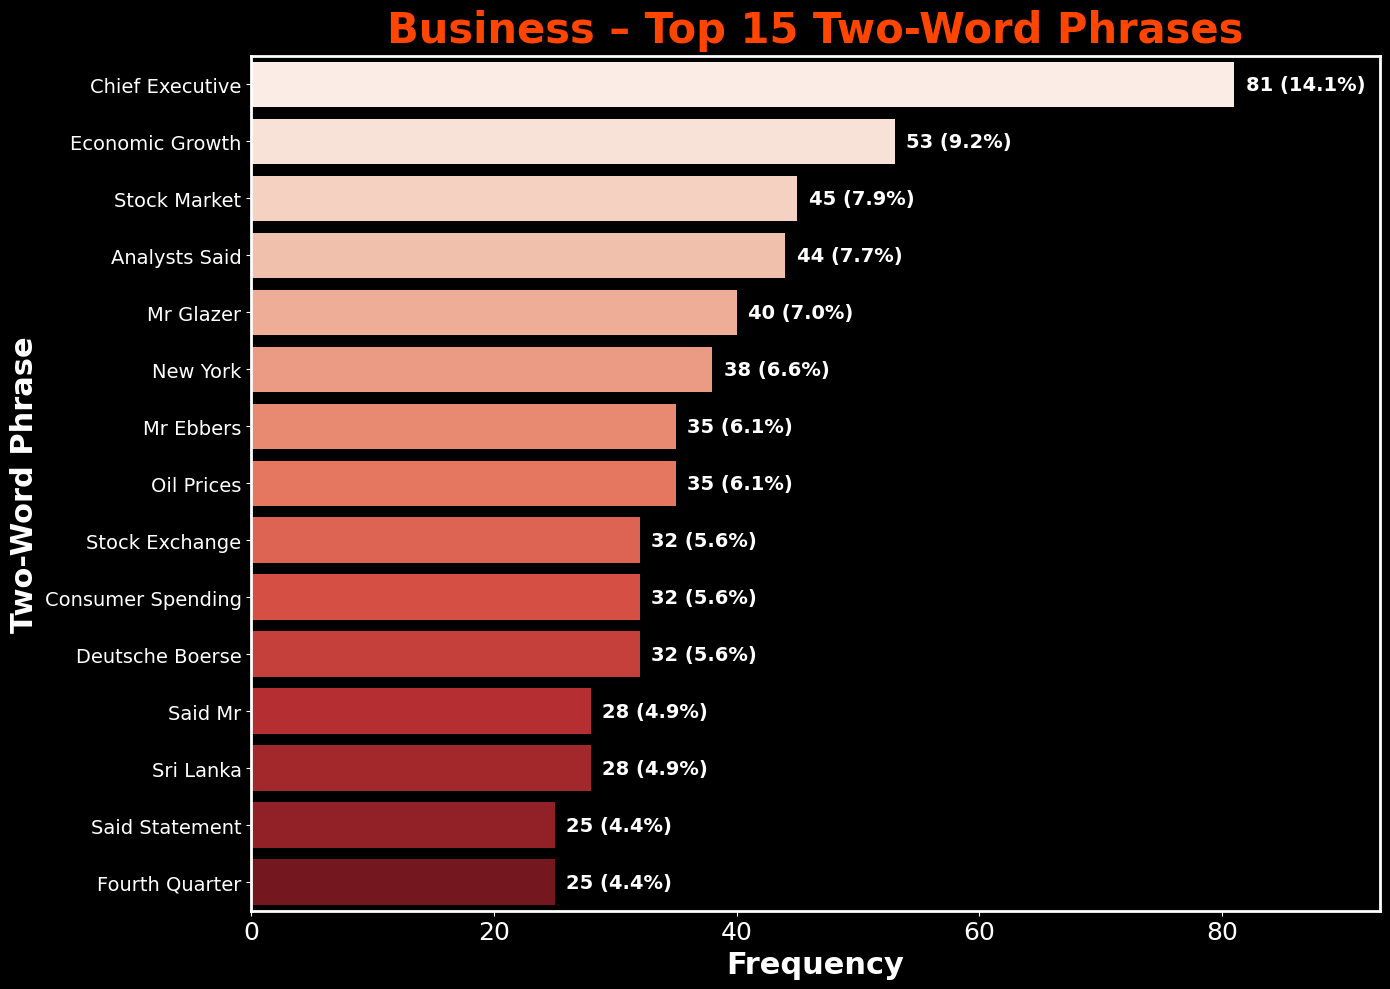 Business – Top 15 Two-Word Phrases
Two-Word Phrase
Chief Executive 81 (14.1%)
Economic Growth 53 (9.2%)
Stock Market 45 (7.9%)
Analysts Said 44 (7.7%)
Mr Glazer 40 (7.0%)
New York 38 (6.6%)
Mr Ebbers 35 (6.1%)
Oil Prices 35 (6.1%)
Stock Exchange 32 (5.6%)
Consumer Spending 32 (5.6%)
Deutsche Boerse 32 (5.6%)
Said Mr 28 (4.9%)
Sri Lanka 28 (4.9%)
Said Statement 25 (4.4%)
Fourth Quarter 25 (4.4%)
0 20 40 60 80
Frequency